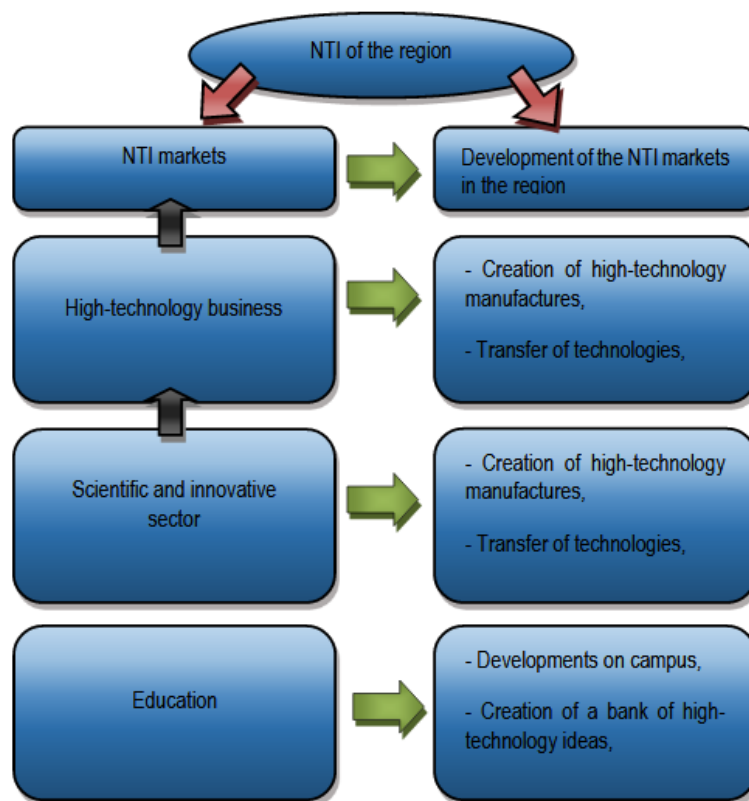 NTI of the region
NTI markets
Development of the NTI markets
in the region
High-technology business
- Creation of high-technology
manufactures,
- Transfer of technologies,
Scientific and innovative
sector
- Creation of high-technology
manufactures,
- Transfer of technologies,
Education
- Developments on campus,
- Creation of a bank of high-
technology ideas,